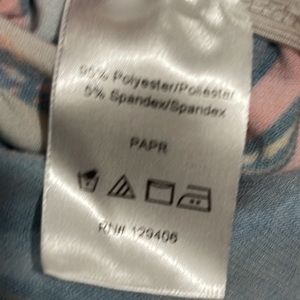 95% Polyester/Poliester
5% Spandex/Spandex
PAPR
RN# 129406